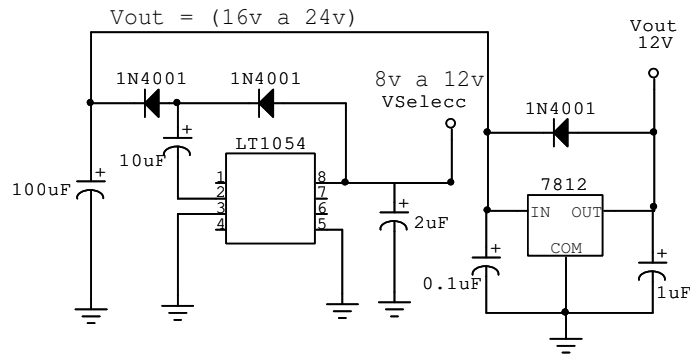 Vout = (16v a 24v)
Vout
12V
8v a 12v
VSelecc
1N4001
1N4001
1N4001
LT1054
10uF
100uF
1
2
3
4
8
7
6
5
2uF
7812
IN
OUT
COM
0.1uF
1uF
+
+
+
+
+